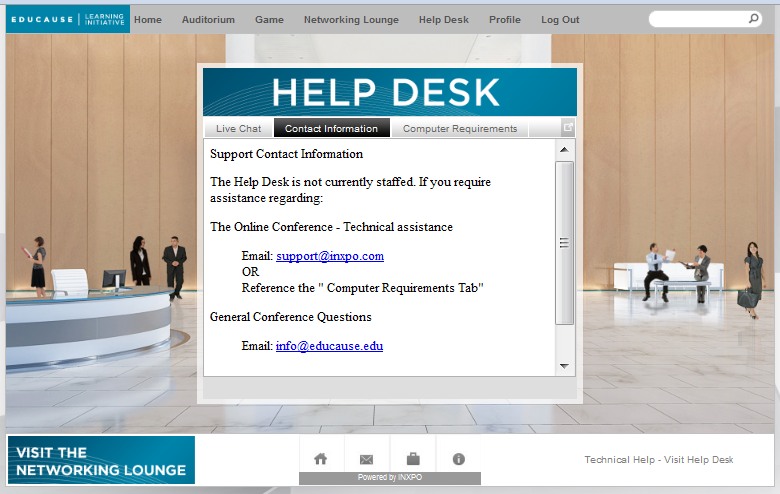 EDUCAUSE | LEARNING INITIATIVE
Home Auditorium Game Networking Lounge Help Desk Profile Log Out
HELP DESK
Live Chat Contact Information Computer Requirements
Support Contact Information
The Help Desk is not currently staffed. If you require
assistance regarding:
The Online Conference - Technical assistance
Email: support@inxpo.com
OR
Reference the " Computer Requirements Tab"
General Conference Questions
Email: info@educause.edu
VISIT THE
NETWORKING LOUNGE
Powered by INXPO
Technical Help - Visit Help Desk